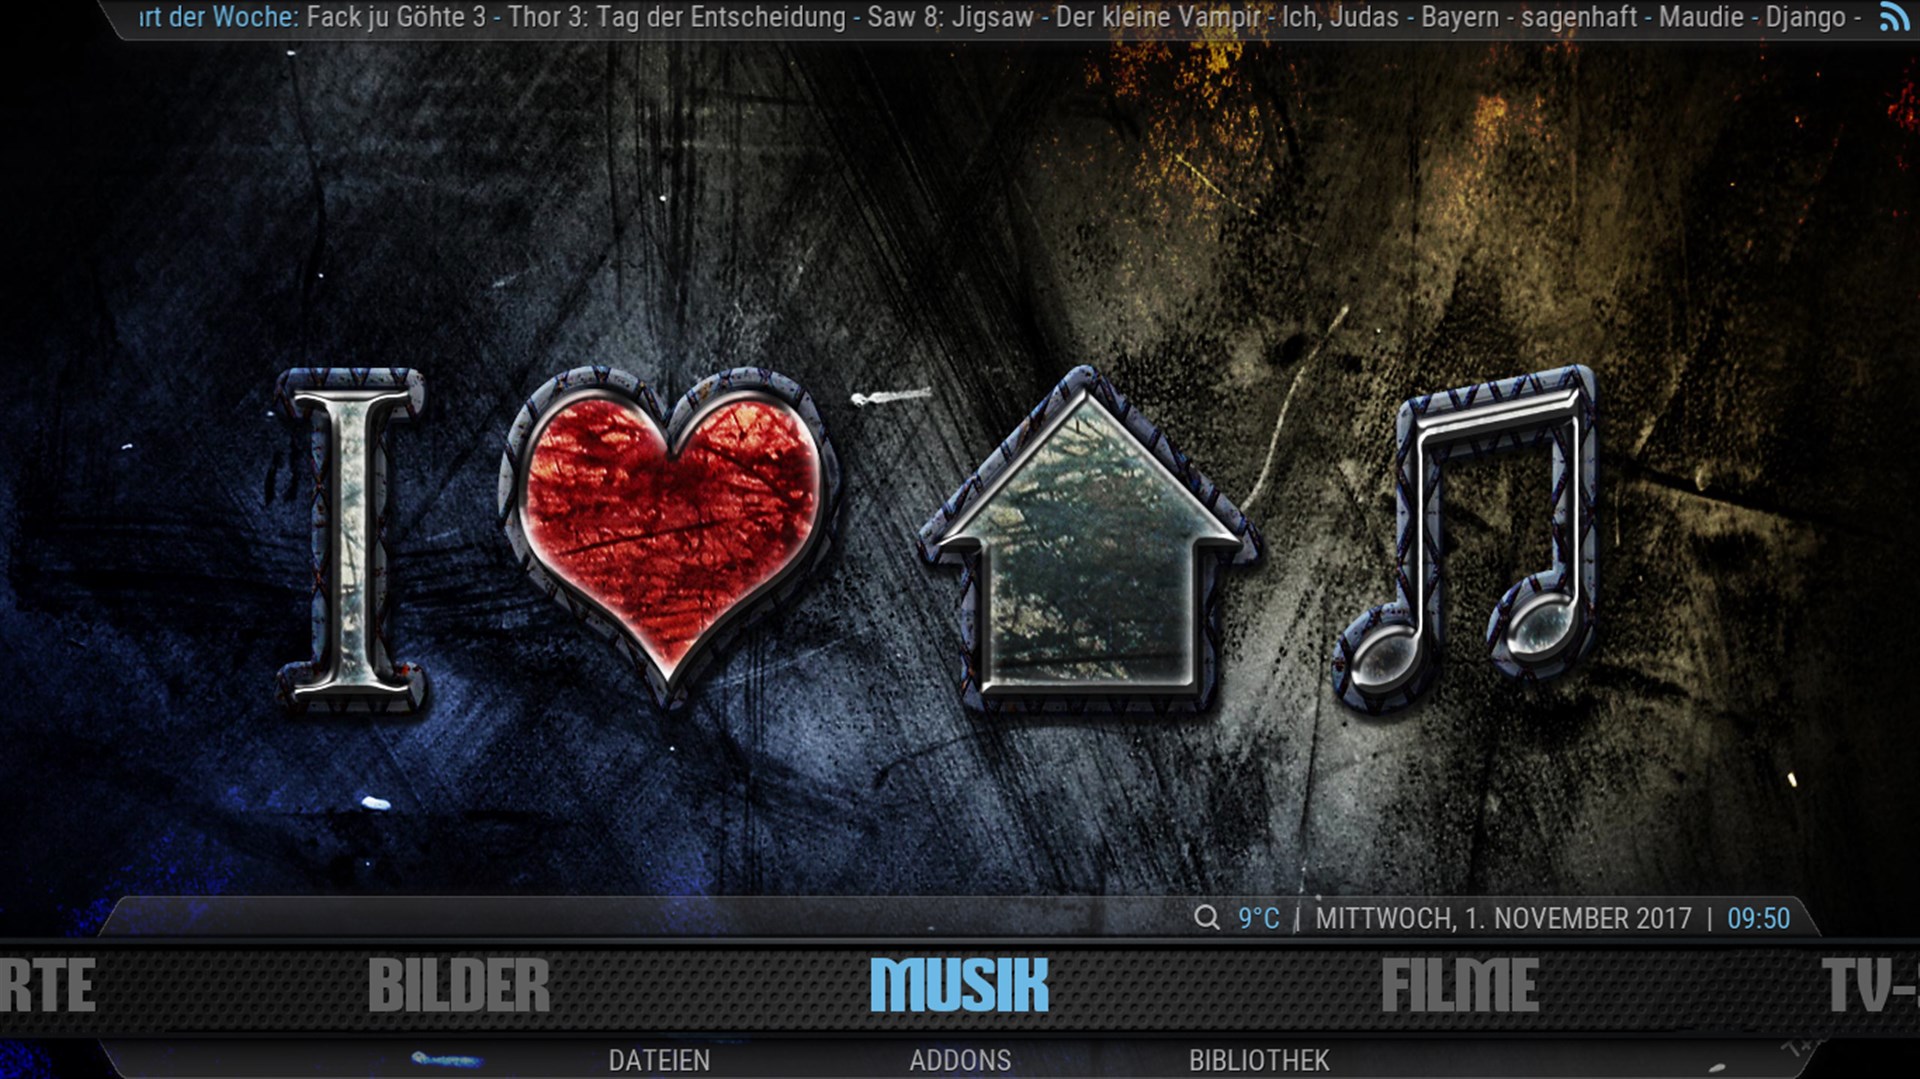 irt der Woche: Fack ju Göhte 3 - Thor 3: Tag der Entscheidung - Saw 8: Jigsaw - Der kleine Vampir - Ich, Judas - Bayern - sagenhaft - Maudie - Django -
I
9°C | MITTWOCH, 1. NOVEMBER 2017 | 09:50
RTE BILDER MUSIK FILME TV-
DATEIEN ADDONS BIBLIOTHEK